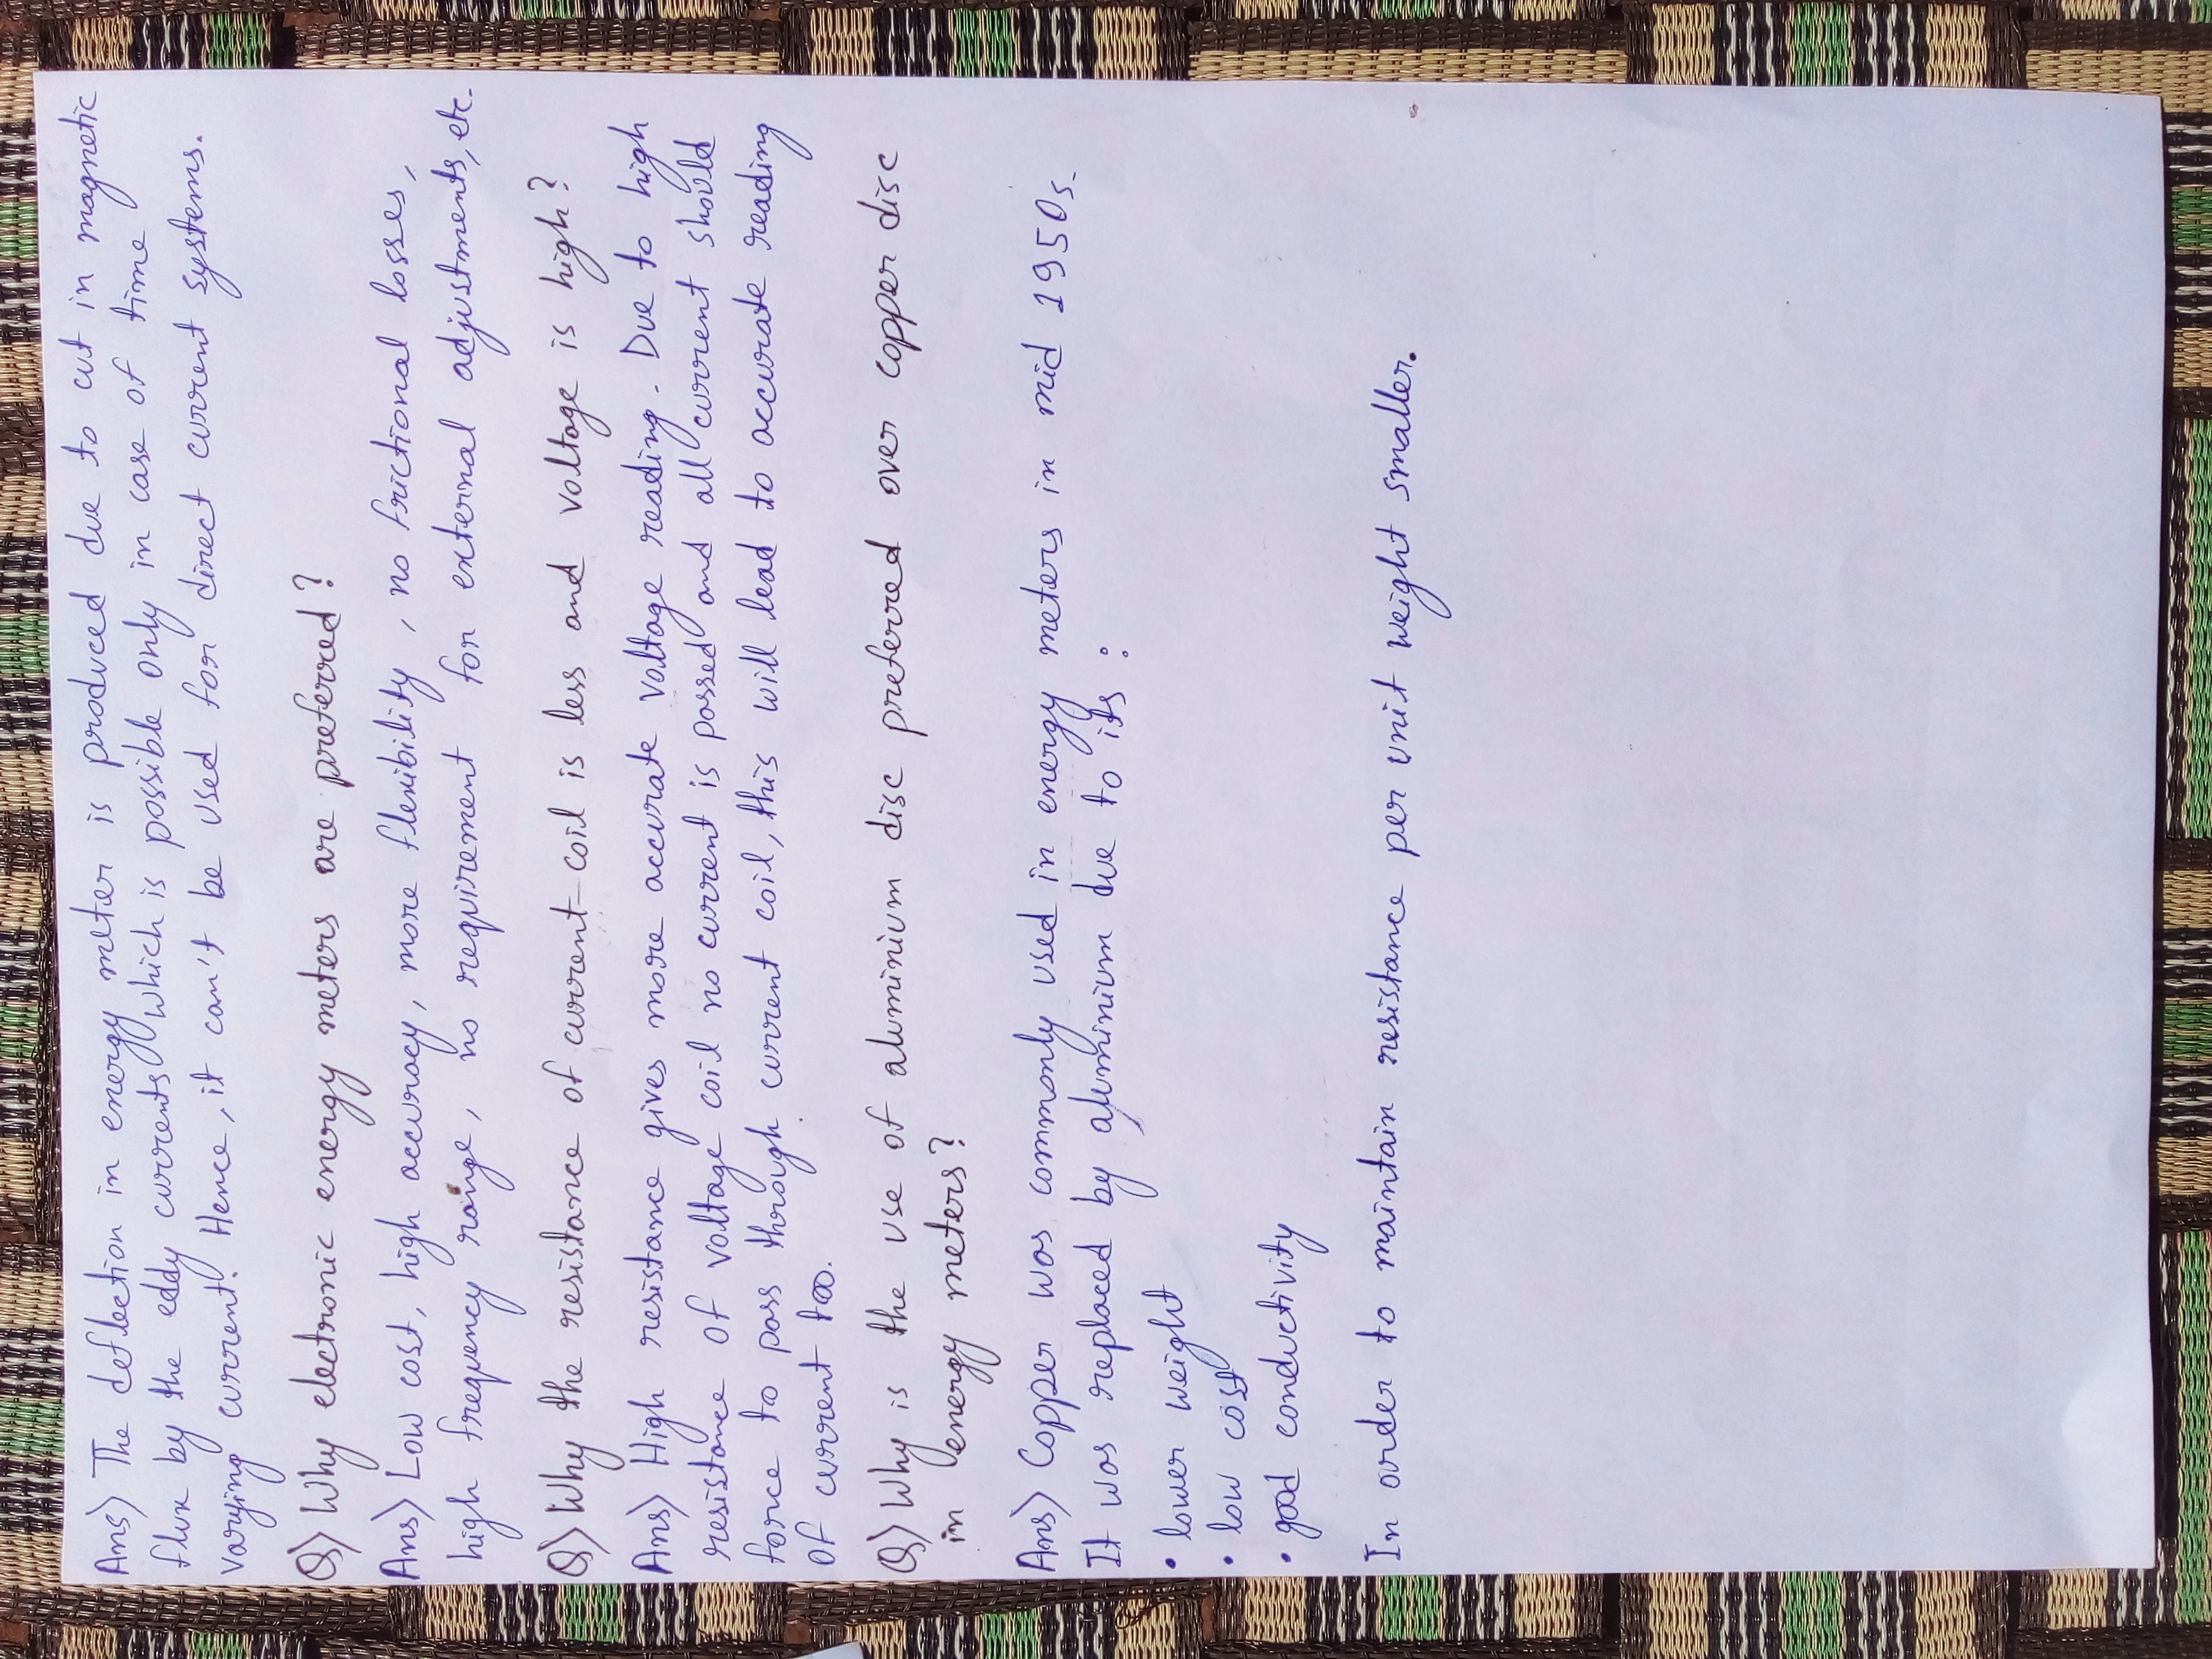 Ans) The deflection in energy meter is produced due to cut in magnetic
flux by the eddy currents which is possible only in case of time
varying current. Hence, it can't be used for direct current systems.
Q) Why electronic energy meters are preferred?
Ans) Low cost, high accuracy, more flexibility, no frictional losses,
high frequency range, no requirement for external adjustments, etc.
Q) Why the resistance of current coil is less and voltage is high?
Ans) High resistance gives more accurate voltage reading. Due to high
resistance of voltage coil no current is passed and all current should
force to pass through current coil, this will lead to accurate reading
of current too.
Q) Why is the use of aluminium disc preferred over copper disc
in energy meters?
Ans) Copper was commonly used in energy meters in mid 1950s.
It was replaced by aluminium due to its :
• lower weight
• low cost
• good conductivity
In order to maintain resistance per unit weight smaller.